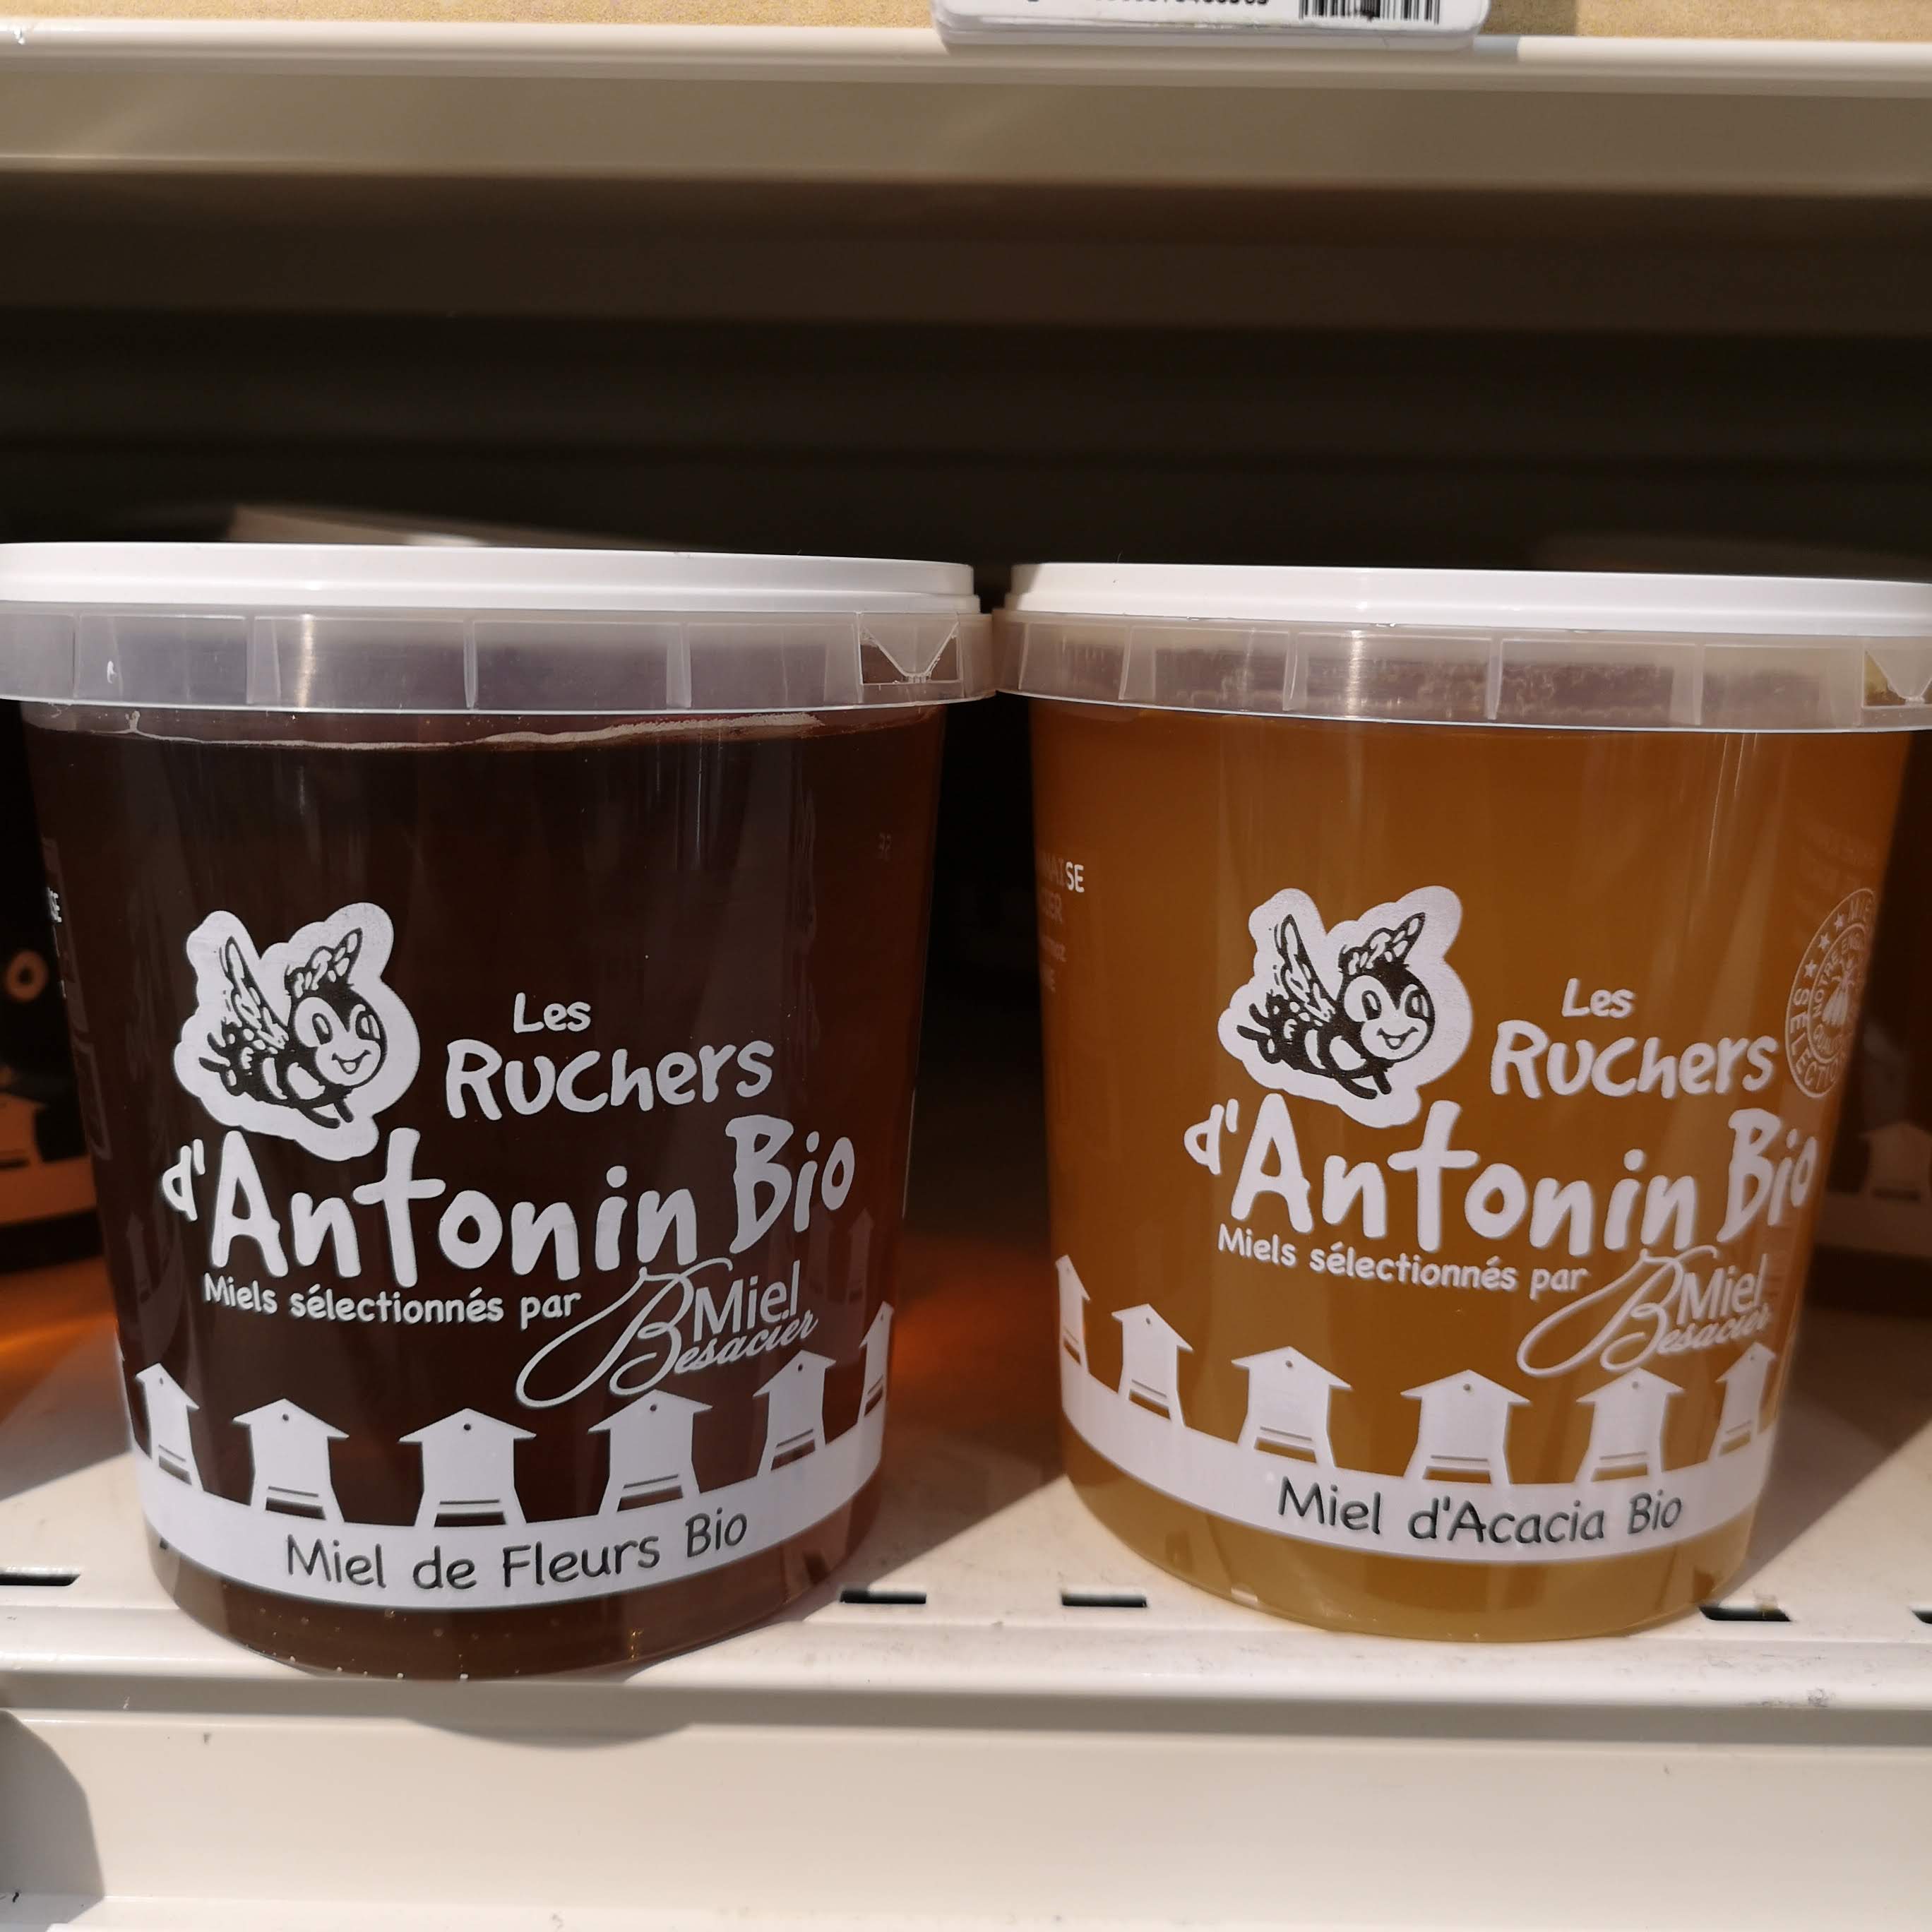 Les
Ruchers
d'Antonin Bio
Miels sélectionnés par
Miel
Besacier
Miel de Fleurs Bio
SE
Les
Ruchers
d'Antonin Bio
Miels sélectionnés par
Miel
Besacier
Miel d'Acacia Bio